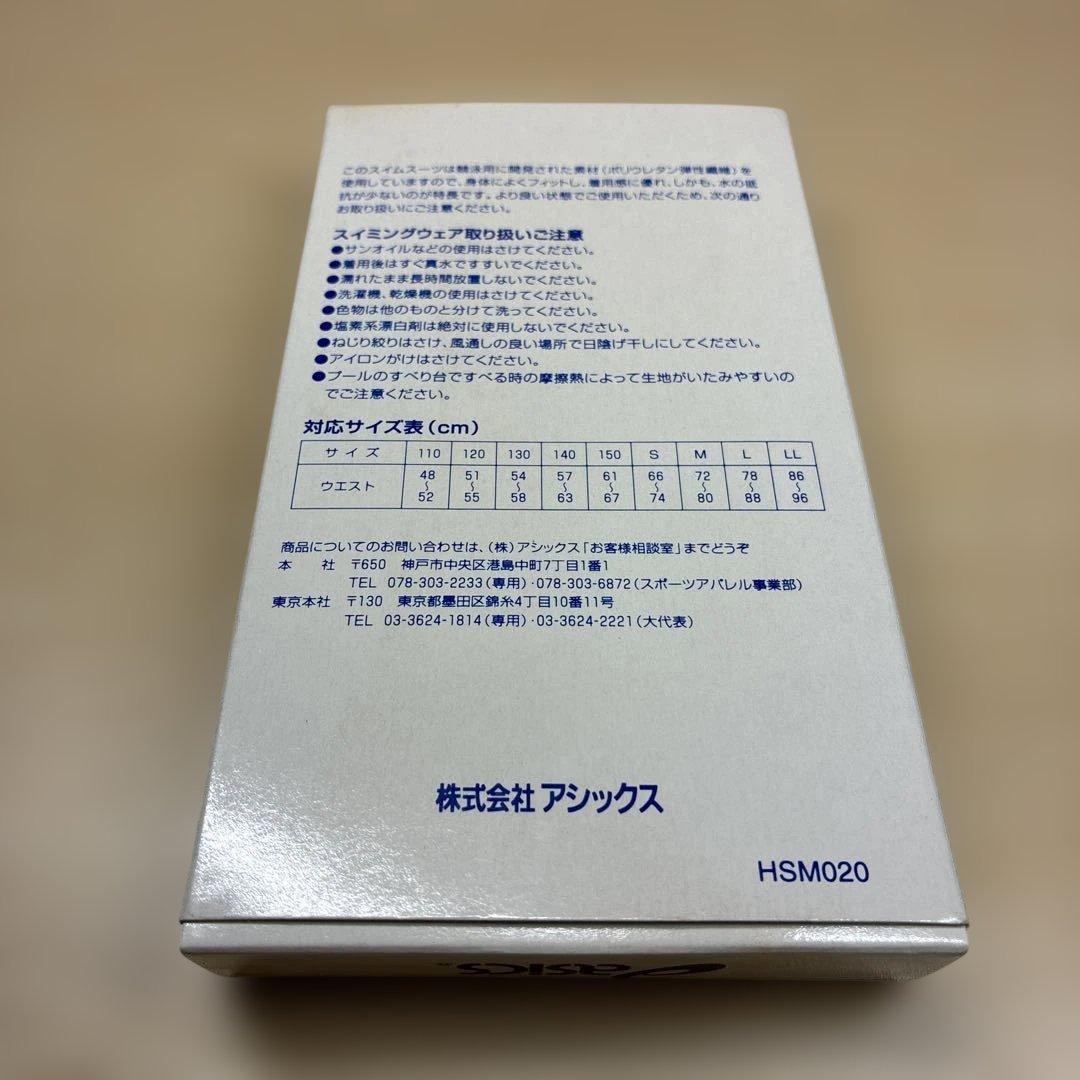 このスイムスーツは競泳用に開発された素材(ポリウレタン弾性繊維)を
使用していますので、身体によくフィットし、着用感に優れ、しかも、水の抵
抗が少ないのが特長です。より良い状態でご使用いただくため、次の通り
お取り扱いにご注意ください。
スイミングウェア取り扱いご注意
●サンオイルなどの使用はさけてください。
●着用後はすぐ真水ですすいでください。
●濡れたまま長時間放置しないでください。
●洗濯機、乾燥機の使用はさけてください。
●色物は他のものと分けて洗ってください。
●塩素系漂白剤は絶対に使用しないでください。
●ねじり絞りはさけ、風通しの良い場所で日陰干しにしてください。
●アイロンがけはさけてください。
●プールのすべり台ですべる時の摩擦熱によって生地がいたみやすいの
でご注意ください。
対応サイズ表(cm)
サイズ 110 120 130 140 150 S M L LL
ウエスト 48〜52 51〜55 54〜58 57〜63 61〜67 66〜74 72〜80 78〜88 86〜96
商品についてのお問い合わせは、(株)アシックス「お客様相談室」までどうぞ
本 社 〒650 神戸市中央区港島中町7丁目1番1
TEL 078-303-2233(専用)・078-303-6872(スポーツアパレル事業部)
東京本社 〒130 東京都墨田区錦糸4丁目10番11号
TEL 03-3624-1814(専用)・03-3624-2221(大代表)
株式会社 アシックス
HSM020
asics